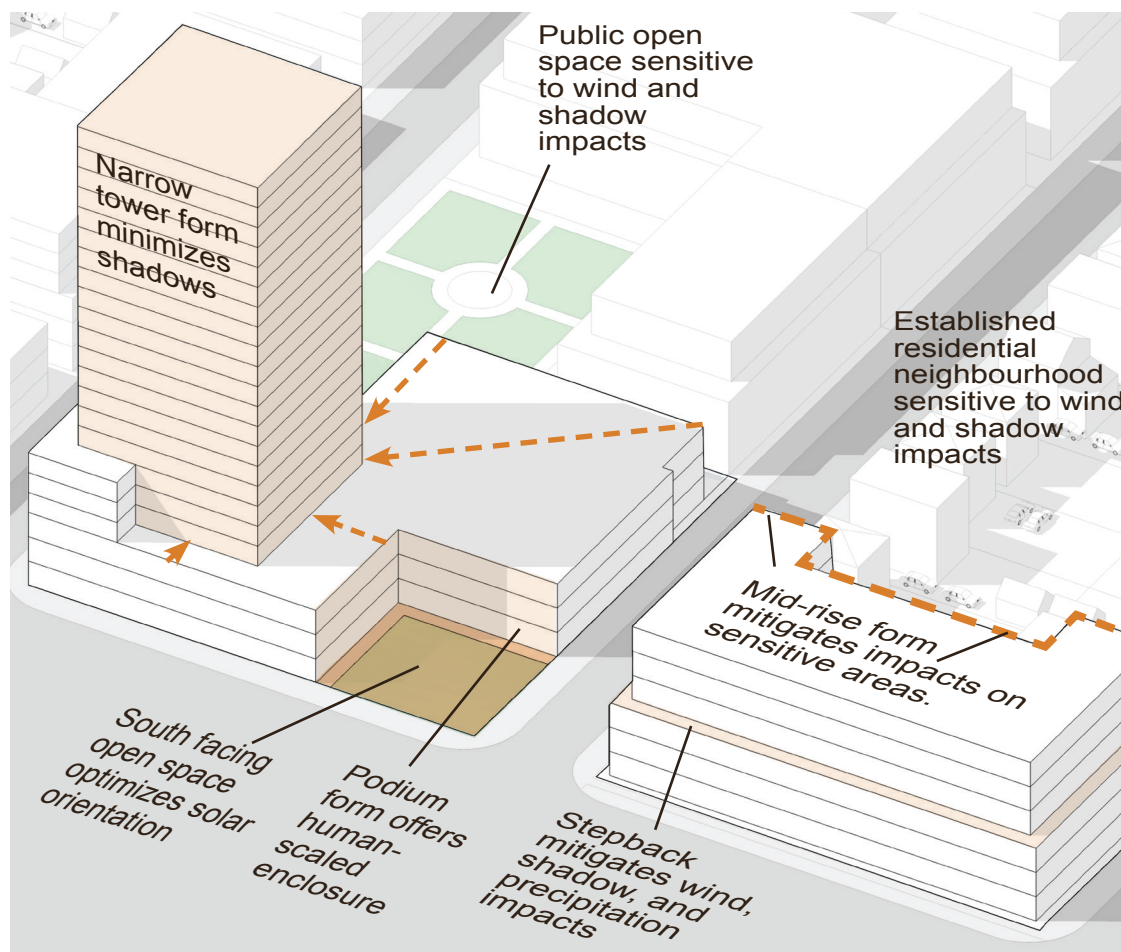 Public open
space sensitive
to wind and
shadow
impacts
Narrow
tower form
minimizes
shadows
Established
residential
neighbourhood
sensitive to wind
and shadow
impacts
Mid-rise form
mitigates impacts on
sensitive areas.
South facing
open space
optimizes solar
orientation
Podium
form offers
human-
scaled
enclosure
Stepback
mitigates wind,
shadow, and
precipitation
impacts